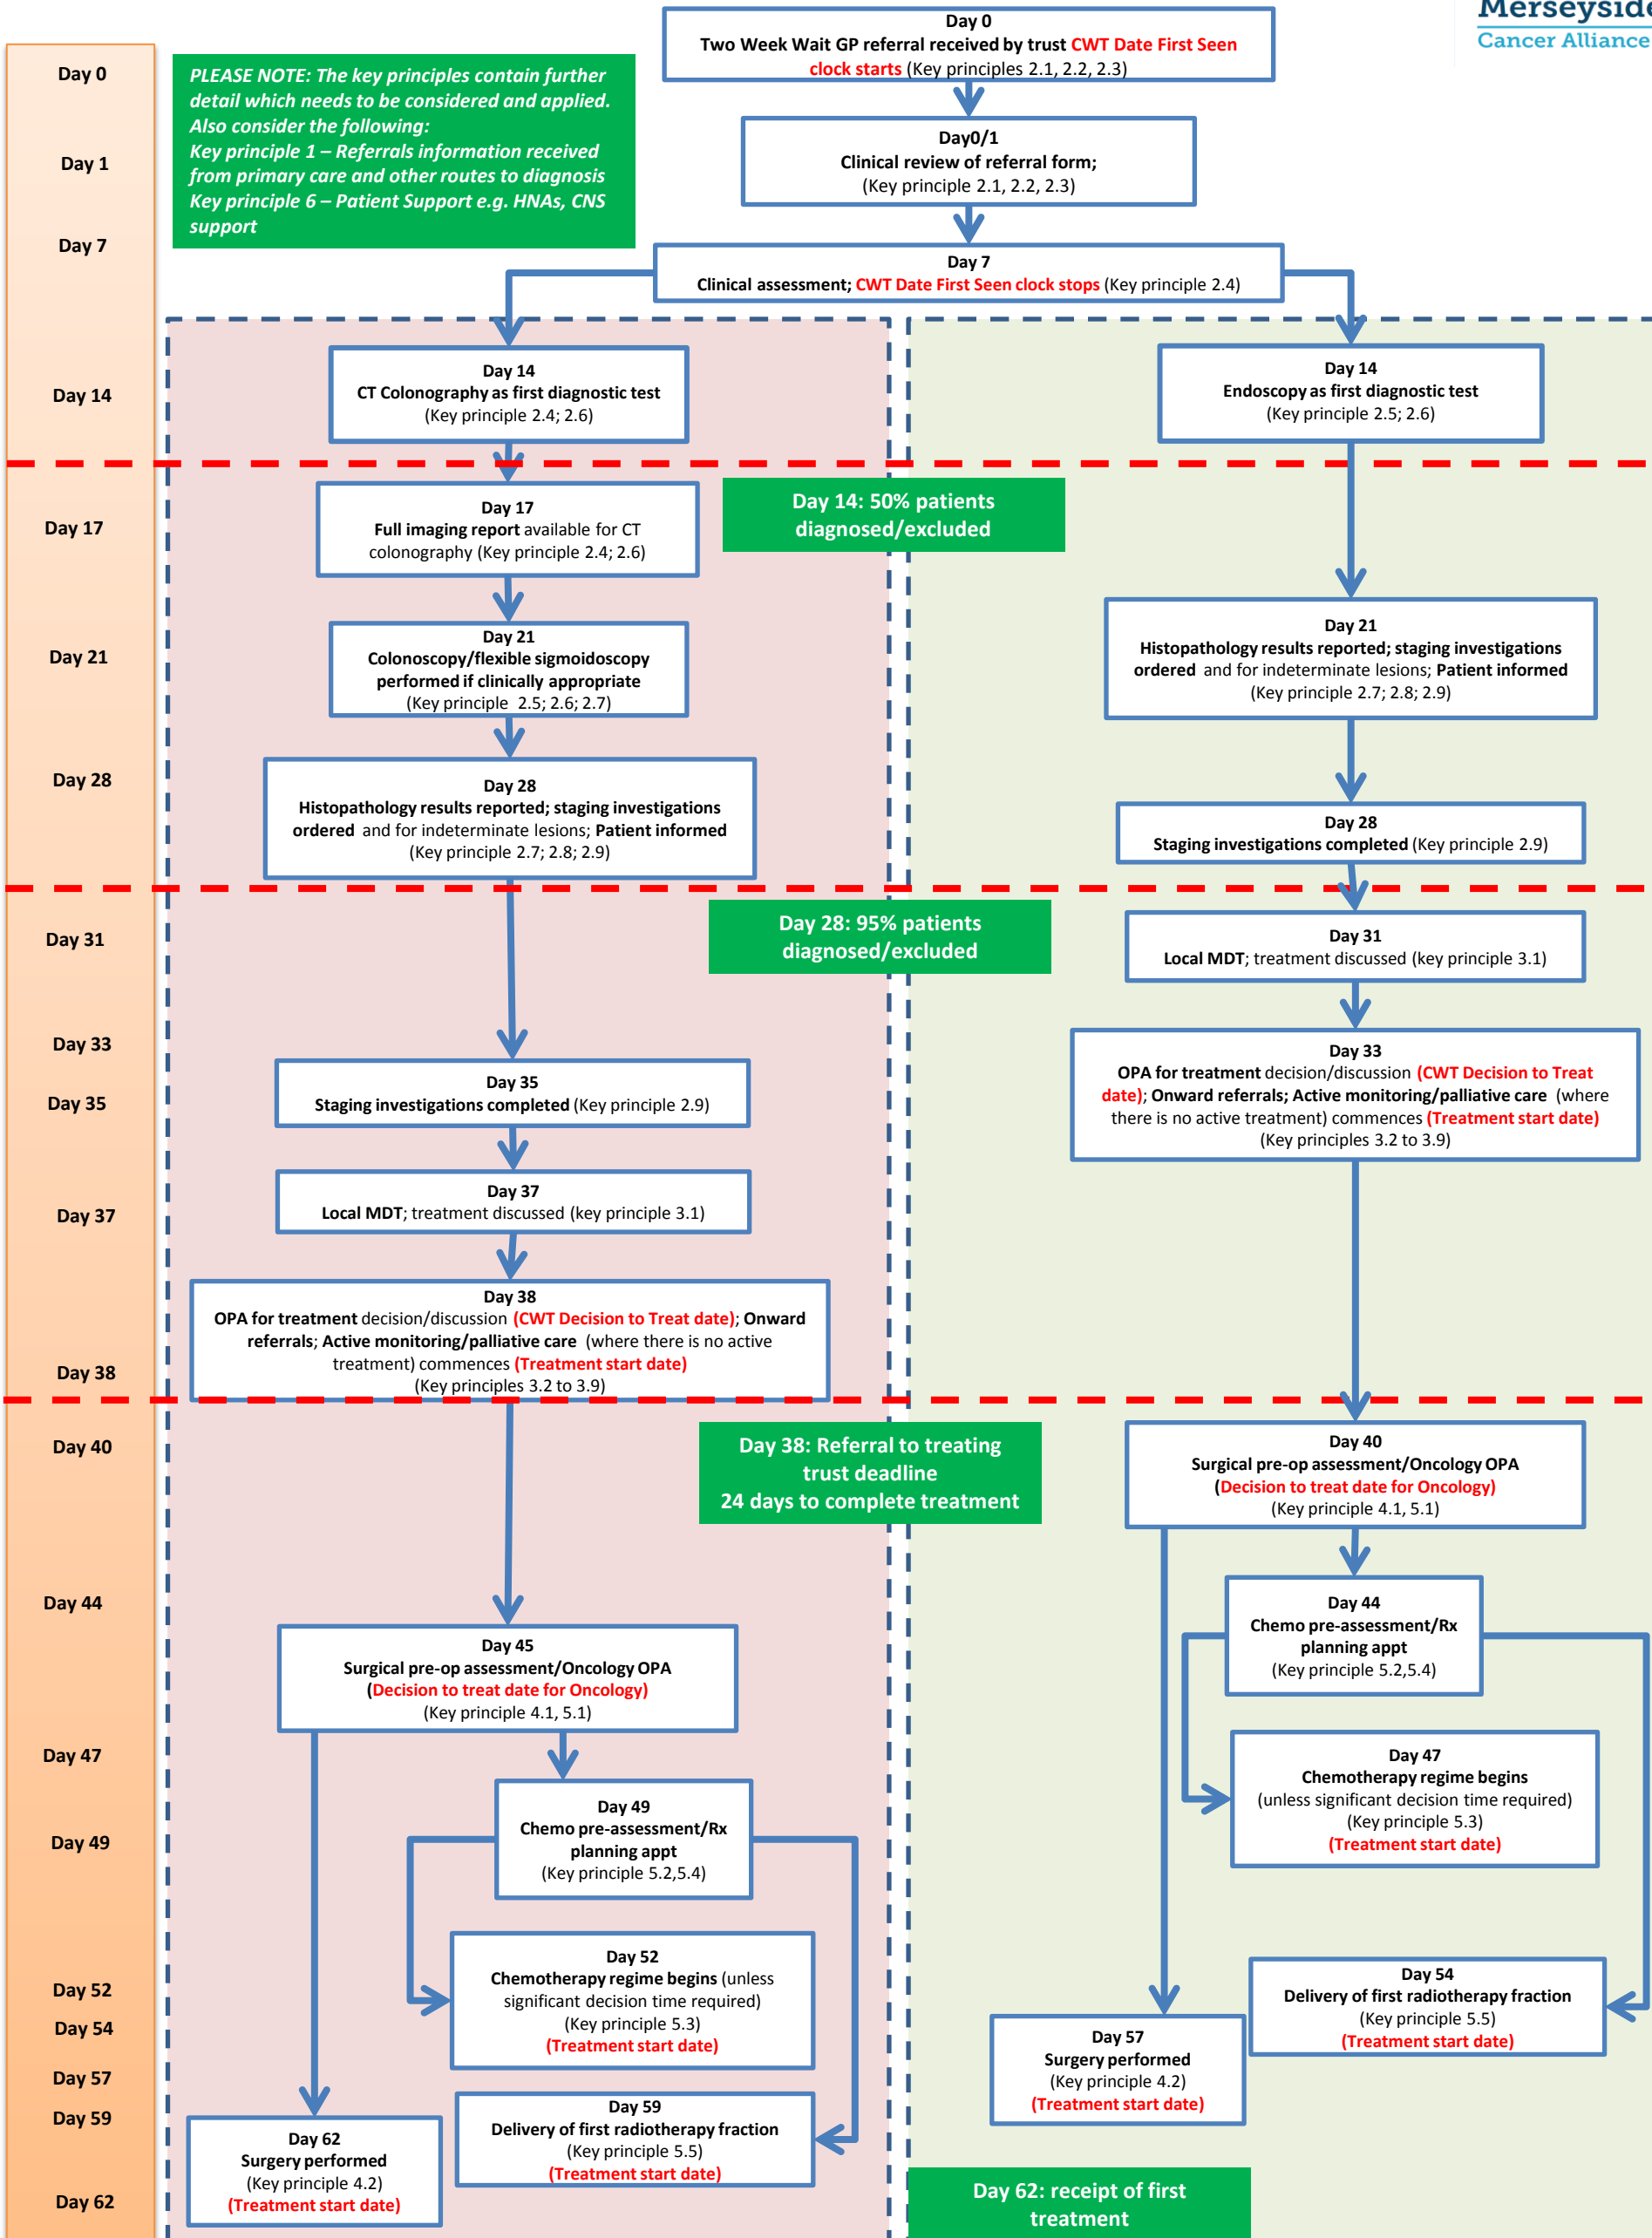 Merseyside
Cancer Alliance
Day 0
Two Week Wait GP referral received by trust CWT Date First Seen
clock starts (Key principles 2.1, 2.2, 2.3)
Day 0
PLEASE NOTE: The key principles contain further
detail which needs to be considered and applied.
Also consider the following:
Key principle 1 – Referrals information received
from primary care and other routes to diagnosis
Key principle 6 – Patient Support e.g. HNAs, CNS
support
Day 1
Day0/1
Clinical review of referral form;
(Key principle 2.1, 2.2, 2.3)
Day 7
Day 7
Clinical assessment; CWT Date First Seen clock stops (Key principle 2.4)
Day 14
Day 14
CT Colonography as first diagnostic test
(Key principle 2.4; 2.6)
Day 14
Endoscopy as first diagnostic test
(Key principle 2.5; 2.6)
Day 14: 50% patients
diagnosed/excluded
Day 17
Day 17
Full imaging report available for CT
colonography (Key principle 2.4; 2.6)
Day 21
Day 21
Colonoscopy/flexible sigmoidoscopy
performed if clinically appropriate
(Key principle 2.5; 2.6; 2.7)
Day 21
Histopathology results reported; staging investigations
ordered and for indeterminate lesions; Patient informed
(Key principle 2.7; 2.8; 2.9)
Day 28
Day 28
Histopathology results reported; staging investigations
ordered and for indeterminate lesions; Patient informed
(Key principle 2.7; 2.8; 2.9)
Day 28
Staging investigations completed (Key principle 2.9)
Day 28: 95% patients
diagnosed/excluded
Day 31
Day 31
Local MDT; treatment discussed (key principle 3.1)
Day 33
Day 33
OPA for treatment decision/discussion (CWT Decision to Treat
date); Onward referrals; Active monitoring/palliative care (where
there is no active treatment) commences (Treatment start date)
(Key principles 3.2 to 3.9)
Day 35
Day 35
Staging investigations completed (Key principle 2.9)
Day 37
Day 37
Local MDT; treatment discussed (key principle 3.1)
Day 38
Day 38
OPA for treatment decision/discussion (CWT Decision to Treat date); Onward
referrals; Active monitoring/palliative care (where there is no active
treatment) commences (Treatment start date)
(Key principles 3.2 to 3.9)
Day 38: Referral to treating
trust deadline
24 days to complete treatment
Day 40
Day 40
Surgical pre-op assessment/Oncology OPA
(Decision to treat date for Oncology)
(Key principle 4.1, 5.1)
Day 44
Day 44
Chemo pre-assessment/Rx
planning appt
(Key principle 5.2,5.4)
Day 45
Surgical pre-op assessment/Oncology OPA
(Decision to treat date for Oncology)
(Key principle 4.1, 5.1)
Day 47
Day 47
Chemotherapy regime begins
(unless significant decision time required)
(Key principle 5.3)
(Treatment start date)
Day 49
Day 49
Chemo pre-assessment/Rx
planning appt
(Key principle 5.2,5.4)
Day 52
Day 52
Chemotherapy regime begins (unless
significant decision time required)
(Key principle 5.3)
(Treatment start date)
Day 54
Day 54
Delivery of first radiotherapy fraction
(Key principle 5.5)
(Treatment start date)
Day 57
Day 57
Surgery performed
(Key principle 4.2)
(Treatment start date)
Day 59
Day 59
Delivery of first radiotherapy fraction
(Key principle 5.5)
(Treatment start date)
Day 62
Day 62
Surgery performed
(Key principle 4.2)
(Treatment start date)
Day 62: receipt of first
treatment